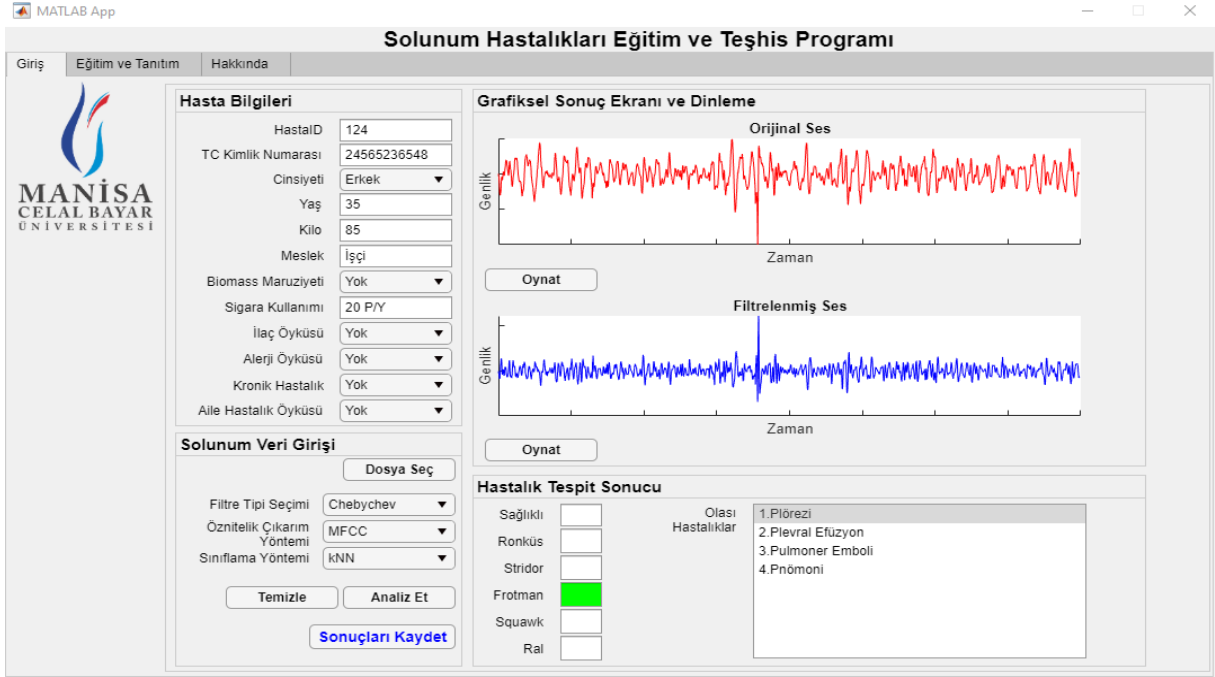 MATLAB App
Solunum Hastalıkları Eğitim ve Teşhis Programı
Giriş Eğitim ve Tanıtım Hakkında
MANİSA
CELAL BAYAR
ÜNİVERSİTESİ
Hasta Bilgileri
HastaID 124
TC Kimlik Numarası 24565236548
Cinsiyeti Erkek
Yaş 35
Kilo 85
Meslek İşçi
Biomass Maruziyeti Yok
Sigara Kullanımı 20 P/Y
İlaç Öyküsü Yok
Alerji Öyküsü Yok
Kronik Hastalık Yok
Aile Hastalık Öyküsü Yok
Solunum Veri Girişi
Dosya Seç
Filtre Tipi Seçimi Chebychev
Öznitelik Çıkarım
Yöntemi MFCC
Sınıflama Yöntemi kNN
Temizle Analiz Et
Sonuçları Kaydet
Grafiksel Sonuç Ekranı ve Dinleme
Orijinal Ses
Genlik
Zaman
Oynat
Filtrelenmiş Ses
Genlik
Zaman
Oynat
Hastalık Tespit Sonucu
Sağlıklı
Ronküs
Stridor
Frotman
Squawk
Ral
Olası
Hastalıklar
1.Plörezi
2.Plevral Efüzyon
3.Pulmoner Emboli
4.Pnömoni